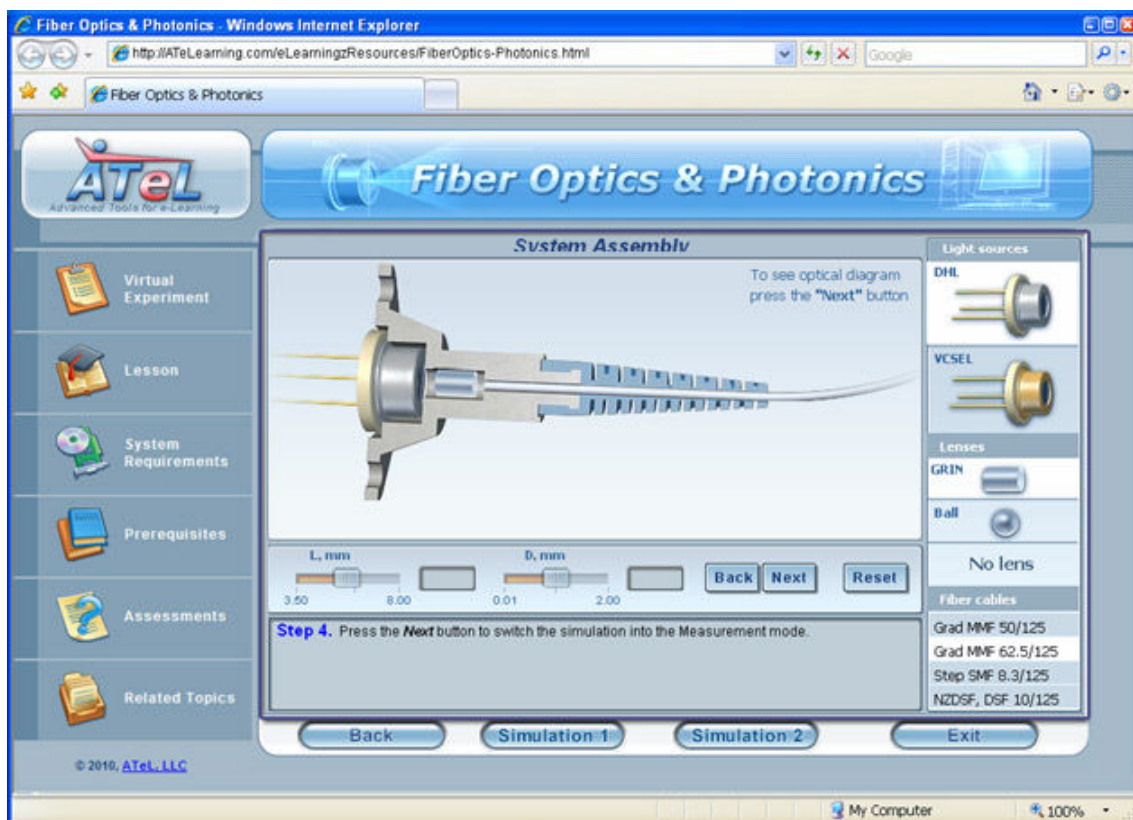 Fiber Optics & Photonics - Windows Internet Explorer
http://ATeLearning.com/eLearningzResources/FiberOptics-Photonics.html
Google
Fiber Optics & Photonics
ATeL
Advanced Tools for e-Learning
Fiber Optics & Photonics
Virtual
Experiment
Lesson
System
Requirements
Prerequisites
Assessments
Related Topics
© 2010, ATeL, LLC
System Assembly
To see optical diagram
press the "Next" button
L, mm
3.50 8.00
D, mm
0.01 2.00
Back Next Reset
Step 4. Press the Next button to switch the simulation into the Measurement mode.
Light sources
DHL
VCSEL
Lenses
GRIN
Ball
No lens
Fiber cables
Grad MMF 50/125
Grad MMF 62.5/125
Step SMF 8.3/125
NZDSF, DSF 10/125
Back Simulation 1 Simulation 2 Exit
My Computer 100%